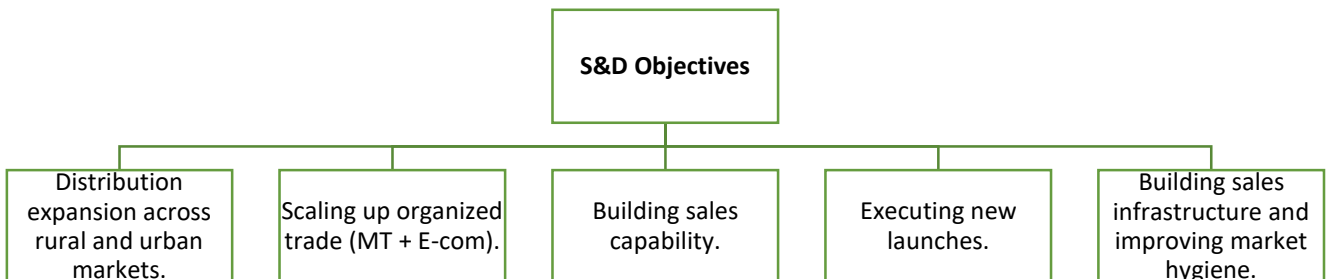 S&D Objectives
Distribution
expansion across
rural and urban
markets.
Scaling up organized
trade (MT + E-com).
Building sales
capability.
Executing new
launches.
Building sales
infrastructure and
improving market
hygiene.